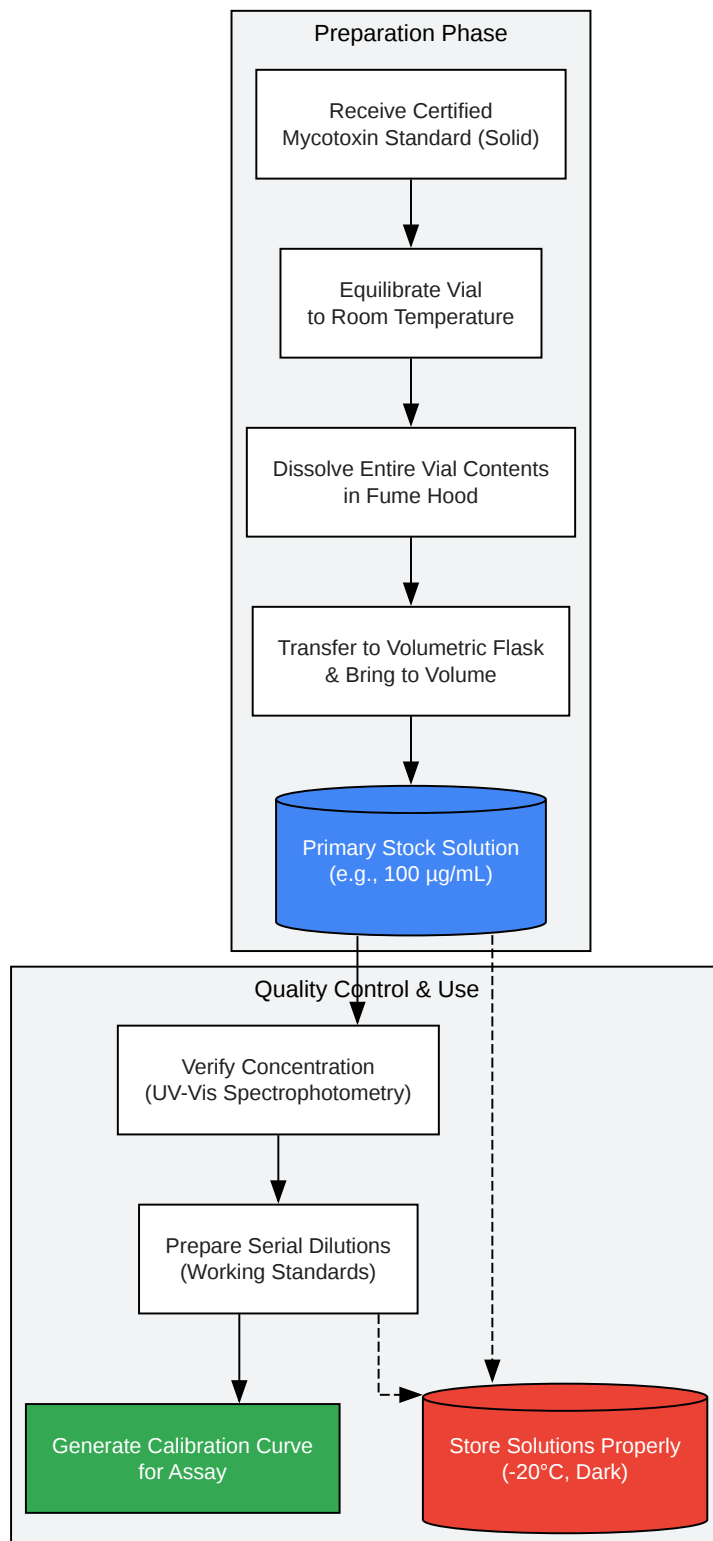 Preparation Phase
Receive Certified
Mycotoxin Standard (Solid)
Equilibrate Vial
to Room Temperature
Dissolve Entire Vial Contents
in Fume Hood
Transfer to Volumetric Flask
& Bring to Volume
Primary Stock Solution
(e.g., 100 µg/mL)
Quality Control & Use
Verify Concentration
(UV-Vis Spectrophotometry)
Prepare Serial Dilutions
(Working Standards)
Generate Calibration Curve
for Assay
Store Solutions Properly
(-20°C, Dark)